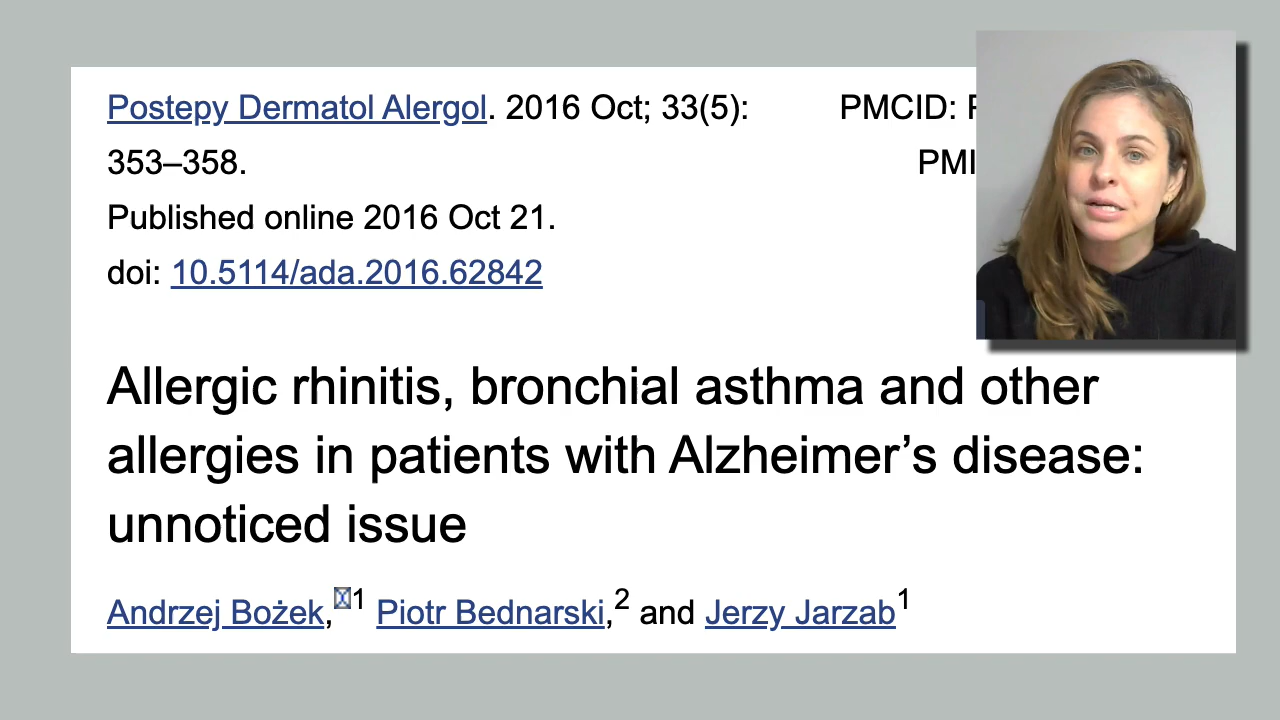 Postepy Dermatol Alergol. 2016 Oct; 33(5): PMCID:
353–358.
Published online 2016 Oct 21.
doi: 10.5114/ada.2016.62842
Allergic rhinitis, bronchial asthma and other
allergies in patients with Alzheimer’s disease:
unnoticed issue
Andrzej Bożek,1 Piotr Bednarski,2 and Jerzy Jarzab1